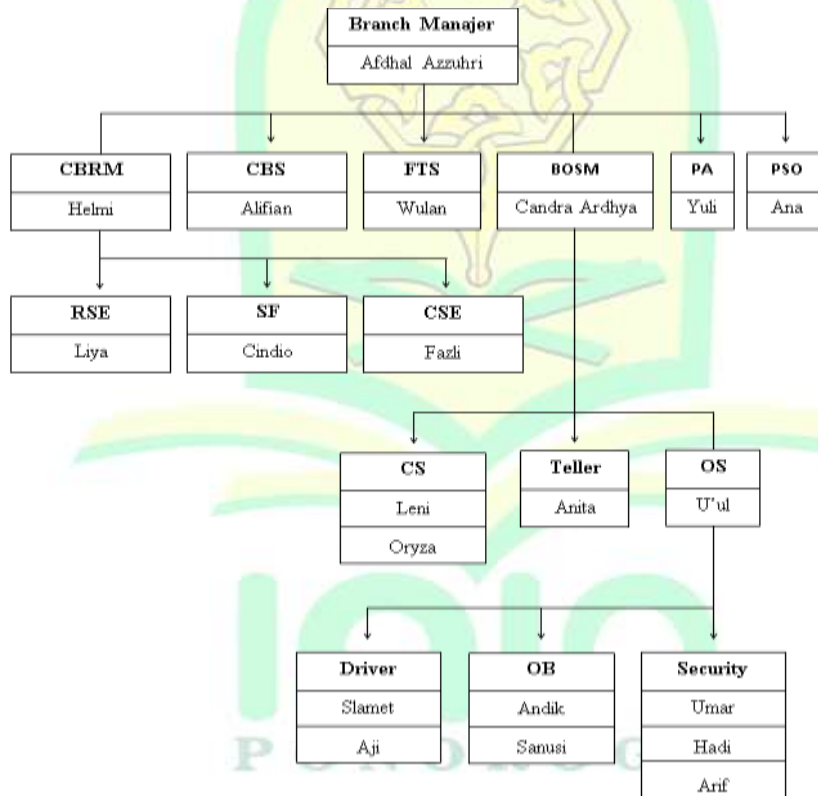 Branch Manajer
Afdhal Azzuhri
CBRM
Helmi
CBS
Alifian
FTS
Wulan
BOSM
Candra Ardhya
PA
Yuli
PSO
Ana
RSE
Liya
SF
Cindio
CSE
Fazli
CS
Leni
Oryza
Teller
Anita
OS
U'ul
Driver
Slamet
Aji
OB
Andik
Sanusi
Security
Umar
Hadi
Arif